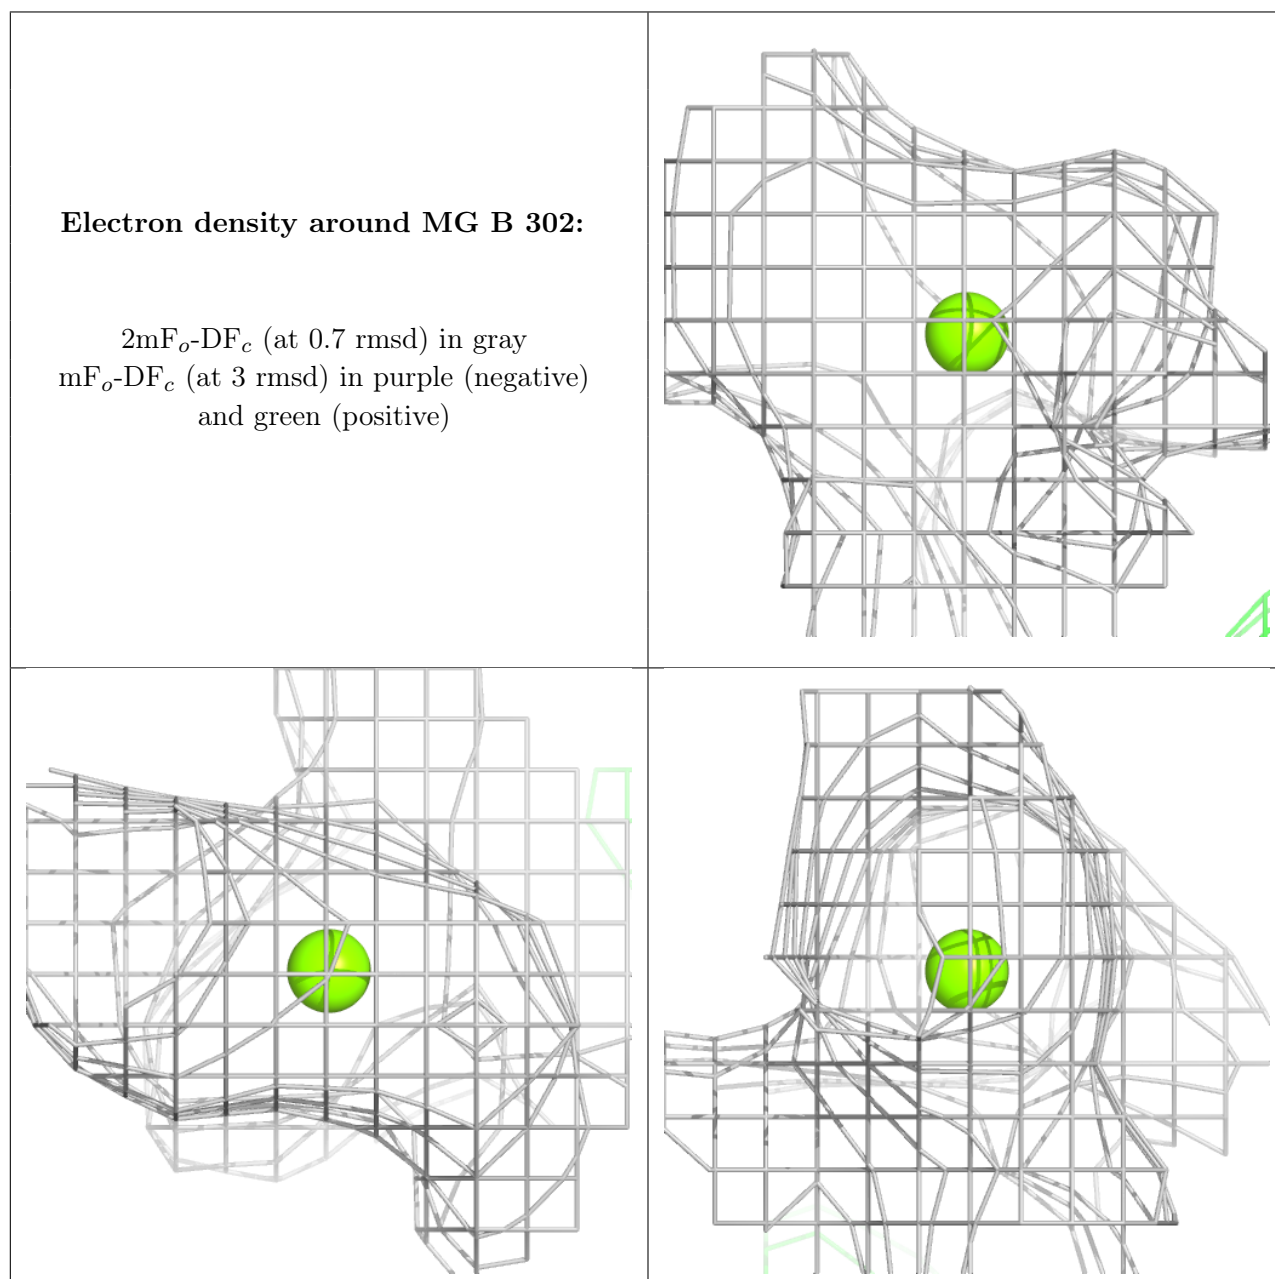 Electron density around MG B 302:
2mFo-DFc (at 0.7 rmsd) in gray
mFo-DFc (at 3 rmsd) in purple (negative)
and green (positive)